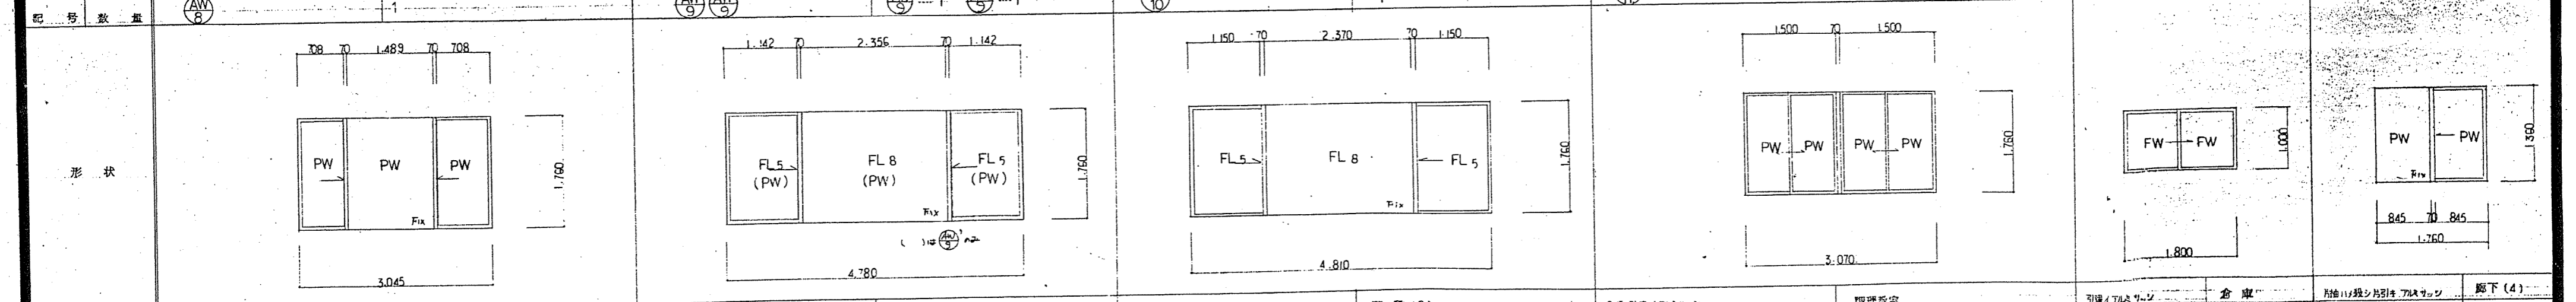 記号 数量
AW 8
1
AW 9
10
形状
708 70 1.489 70 708
PW PW PW
Fix
1.760
3.045
1.142 70 2.356 70 1.142
FL5 FL8 FL5
(PW) (PW) (PW)
Fix
( )は AW 9'
1.760
4.780
1.150 70 2.370 70 1.150
FL5 FL8 FL5
Fix
1.760
4.810
1.500 70 1.500
PW PW PW PW
1.760
3.070
FW FW
1.000
1.800
PW PW
Fix
1.360
845 70 845
1.760
倉庫
廊下(4)